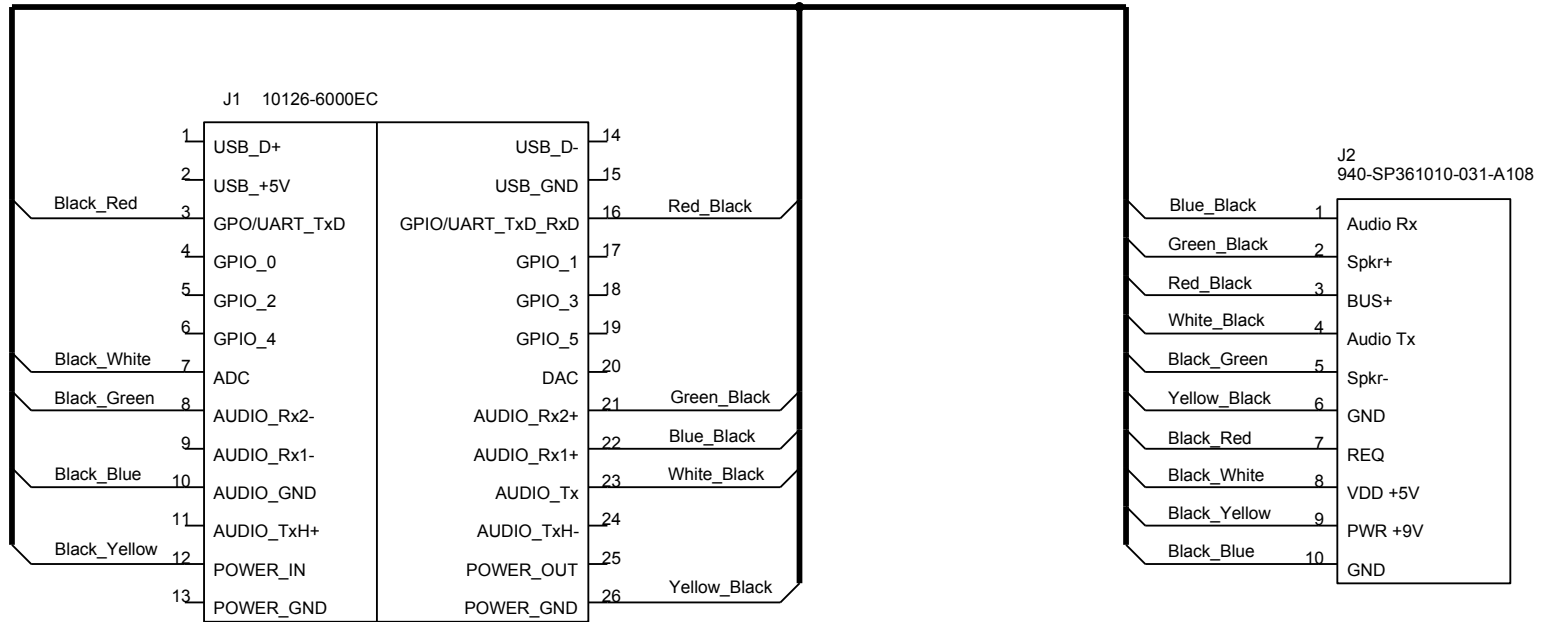 J1 10126-6000EC
1 USB_D+ USB_D- 14
2 USB_+5V USB_GND 15
Black_Red 3 GPO/UART_TxD GPIO/UART_TxD_RxD 16 Red_Black
4 GPIO_0 GPIO_1 17
5 GPIO_2 GPIO_3 18
6 GPIO_4 GPIO_5 19
Black_White 7 ADC DAC 20
Black_Green 8 AUDIO_Rx2- AUDIO_Rx2+ 21 Green_Black
9 AUDIO_Rx1- AUDIO_Rx1+ 22 Blue_Black
Black_Blue 10 AUDIO_GND AUDIO_Tx 23 White_Black
11 AUDIO_TxH+ AUDIO_TxH- 24
Black_Yellow 12 POWER_IN POWER_OUT 25
13 POWER_GND POWER_GND 26 Yellow_Black
J2
940-SP361010-031-A108
Blue_Black 1 Audio Rx
Green_Black 2 Spkr+
Red_Black 3 BUS+
White_Black 4 Audio Tx
Black_Green 5 Spkr-
Yellow_Black 6 GND
Black_Red 7 REQ
Black_White 8 VDD +5V
Black_Yellow 9 PWR +9V
Black_Blue 10 GND